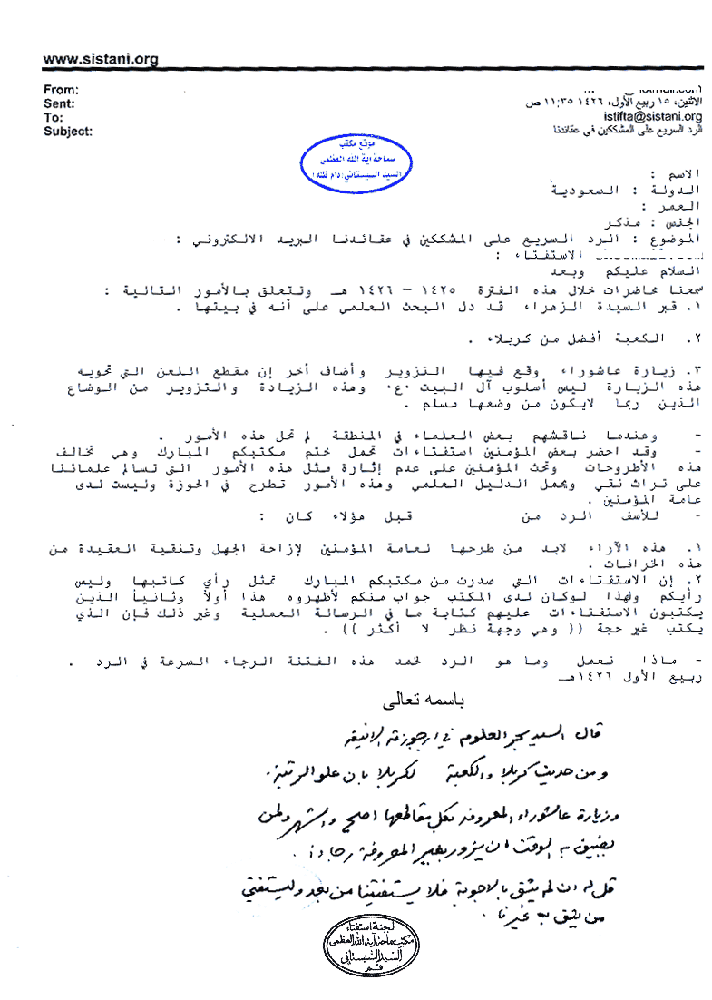 www.sistani.org
From:
Sent: الاثنين، ١٥ ربيع الأول، ١٤٢٦ ١١:٣٥ ص
To: istifta@sistani.org
Subject: الرد السريع على المشككين في عقائدنا
موقع مكتب
سماحة آية الله العظمى
السيد السيستاني (دام ظله)
الاسم :
الدولة : السعودية
العمر :
الجنس : مذكر
الموضوع : الرد السريع على المشككين في عقائدنا البريد الالكتروني :
الاستفتاء :
السلام عليكم وبعد
سمعنا محاضرات خلال هذه الفترة ١٤٢٥ – ١٤٢٦ هـ وتتعلق بالأمور التالية :
١. قبر السيدة الزهراء قد دل البحث العلمي على أنه في بيتها .
٢. الكعبة أفضل من كربلاء .
٣. زيارة عاشوراء وقع فيها التزوير وأضاف أخر إن مقطع اللعن التي تحويه
هذه الزيارة ليس أسلوب آل البيت ٠ع٠ وهذه الزيادة والتزوير من الوضاع
الذين ربما لايكون من وضعها مسلم .
- وعندما ناقشهم بعض العلماء في المنطقة لم تحل هذه الأمور .
- وقد احضر بعض المؤمنين استفتاءات تحمل ختم مكتبكم المبارك وهي تخالف
هذه الأطروحات وتحث المؤمنين على عدم إثارة مثل هذه الأمور التي تسالم علمائنا
على تراث نقي ويحمل الدليل العلمي وهذه الأمور تطرح في الحوزة وليست لدى
عامة المؤمنين .
- للأسف الرد من قبل هؤلاء كان :
١. هذه الآراء لابد من طرحها لعامة المؤمنين لإزاحة الجهل وتنقية العقيدة من
هذه الخرافات .
٢. إن الاستفتاءات التي صدرت من مكتبكم المبارك تمثل رأي كاتبها وليس
رأيكم ولهذا لوكان لدى المكتب جواب منكم لأظهروه هذا أولاً وثانياً الذين
يكتبون الاستفتاءات عليهم كتابة ما في الرسالة العملية وغير ذلك فإن الذي
يكتب غير حجة (( وهي وجهة نظر لا أكثر )) .
- ماذا نعمل وما هو الرد لخمد هذه الفتنة الرجاء السرعة في الرد .
ربيع الأول ١٤٢٦هـ
باسمه تعالى
قال السيد بحر العلوم في ارجوزته الانيقة
ومن حديث كربلا والكعبة لكربلا بان علو الرتبة .
وزيارة عاشوراء المعروفة بكل مقاطعها اصح واشهر ولمن
يضيق به الوقت ان يزور بغير المعروفة رجاءاً .
قل له ان لم يثق بالاجوبة فلا يستفتينا من بعد وليستفتي
من يثق به غيرنا .
لجنة استفتاء
مكتب سماحة آية الله العظمى
السيد السيستاني
قم